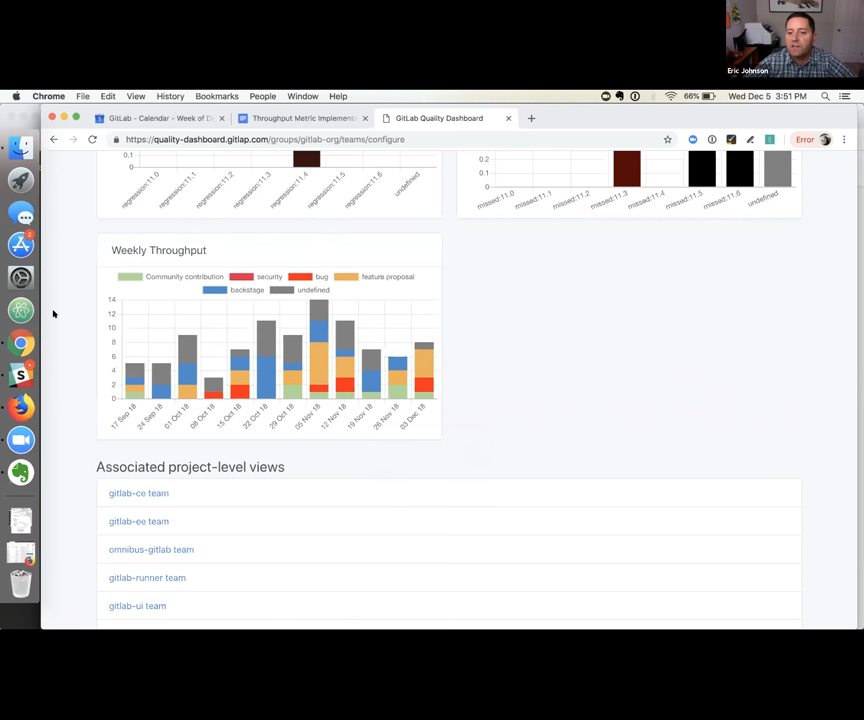 Eric Johnson
Chrome File Edit View History Bookmarks People Window Help 66% Wed Dec 5 3:51 PM
GitLab - Calendar - Week of D Throughput Metric Implement GitLab Quality Dashboard
https://quality-dashboard.gitlap.com/groups/gitlab-org/teams/configure Error
0.1
0
regression:11.0 regression:11.1 regression:11.2 regression:11.3 regression:11.4 regression:11.5 regression:11.6 undefined
0.2
0.1
0
missed:11.0 missed:11.1 missed:11.2 missed:11.3 missed:11.4 missed:11.5 missed:11.6 undefined
Weekly Throughput
Community contribution security bug feature proposal
backstage undefined
14
12
10
8
6
4
2
0
17 Sep 18 24 Sep 18 01 Oct 18 08 Oct 18 15 Oct 18 22 Oct 18 29 Oct 18 05 Nov 18 12 Nov 18 19 Nov 18 26 Nov 18 03 Dec 18
Associated project-level views
gitlab-ce team
gitlab-ee team
omnibus-gitlab team
gitlab-runner team
gitlab-ui team